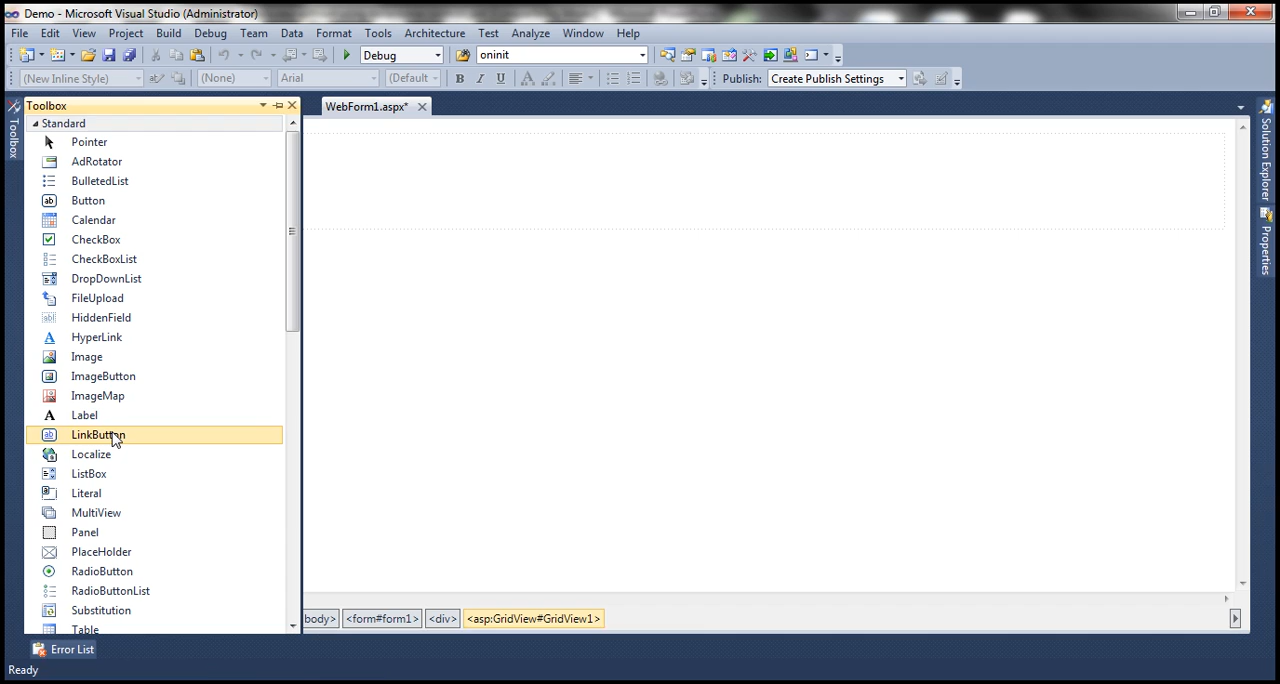 Demo - Microsoft Visual Studio (Administrator)
File Edit View Project Build Debug Team Data Format Tools Architecture Test Analyze Window Help
Debug oninit
(New Inline Style) (None) Arial (Default B I U A Publish: Create Publish Settings
Toolbox
Toolbox
WebForm1.aspx*
Solution Explorer
Properties
Standard
Pointer
AdRotator
BulletedList
Button
Calendar
CheckBox
CheckBoxList
DropDownList
FileUpload
HiddenField
HyperLink
Image
ImageButton
ImageMap
Label
LinkButton
Localize
ListBox
Literal
MultiView
Panel
PlaceHolder
RadioButton
RadioButtonList
Substitution
Table
body> <form#form1> <div> <asp:GridView#GridView1>
Error List
Ready